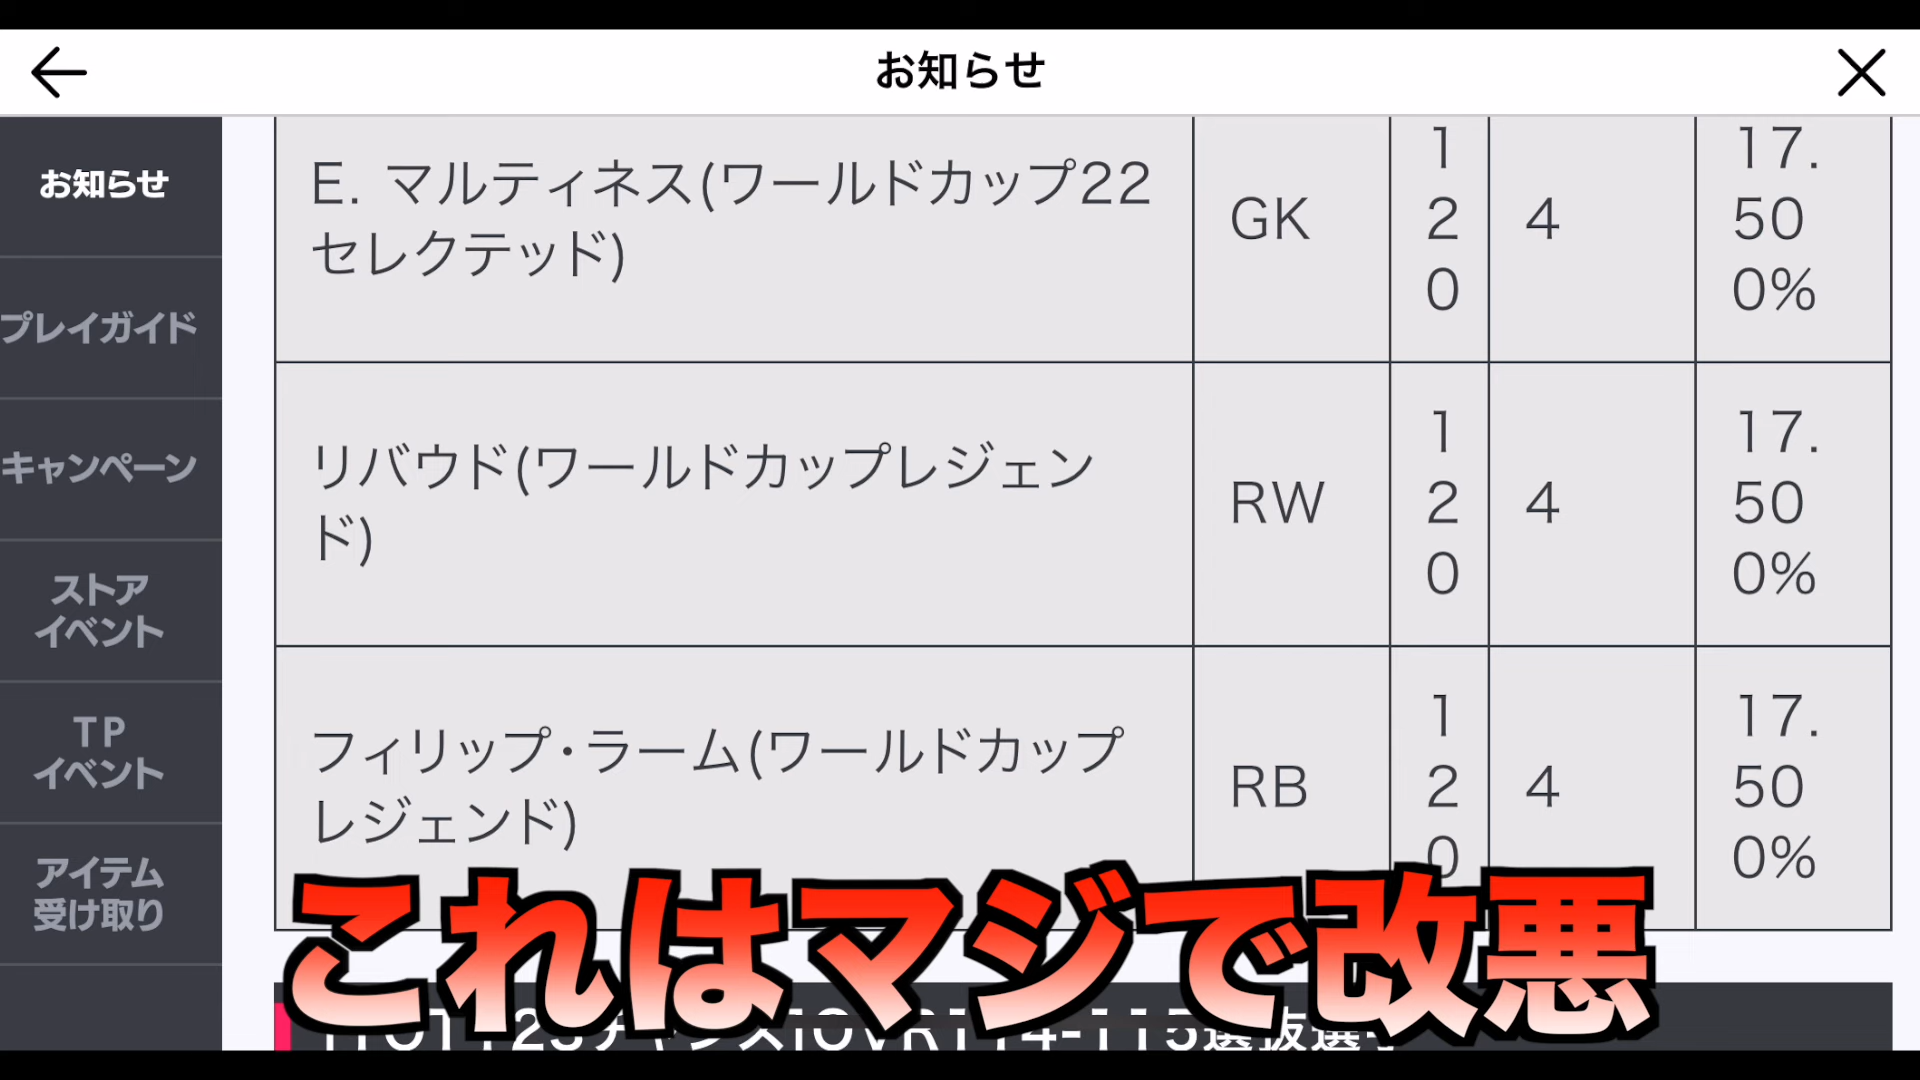 お知らせ
お知らせ
プレイガイド
キャンペーン
ストア
イベント
TP
イベント
アイテム
受け取り
E. マルティネス(ワールドカップ22
セレクテッド)
GK
1
2
0
4
17.
50
0%
リバウド(ワールドカップレジェン
ド)
RW
1
2
0
4
17.
50
0%
フィリップ・ラーム(ワールドカップ
レジェンド)
RB
1
2
0
4
17.
50
0%
これはマジで改悪